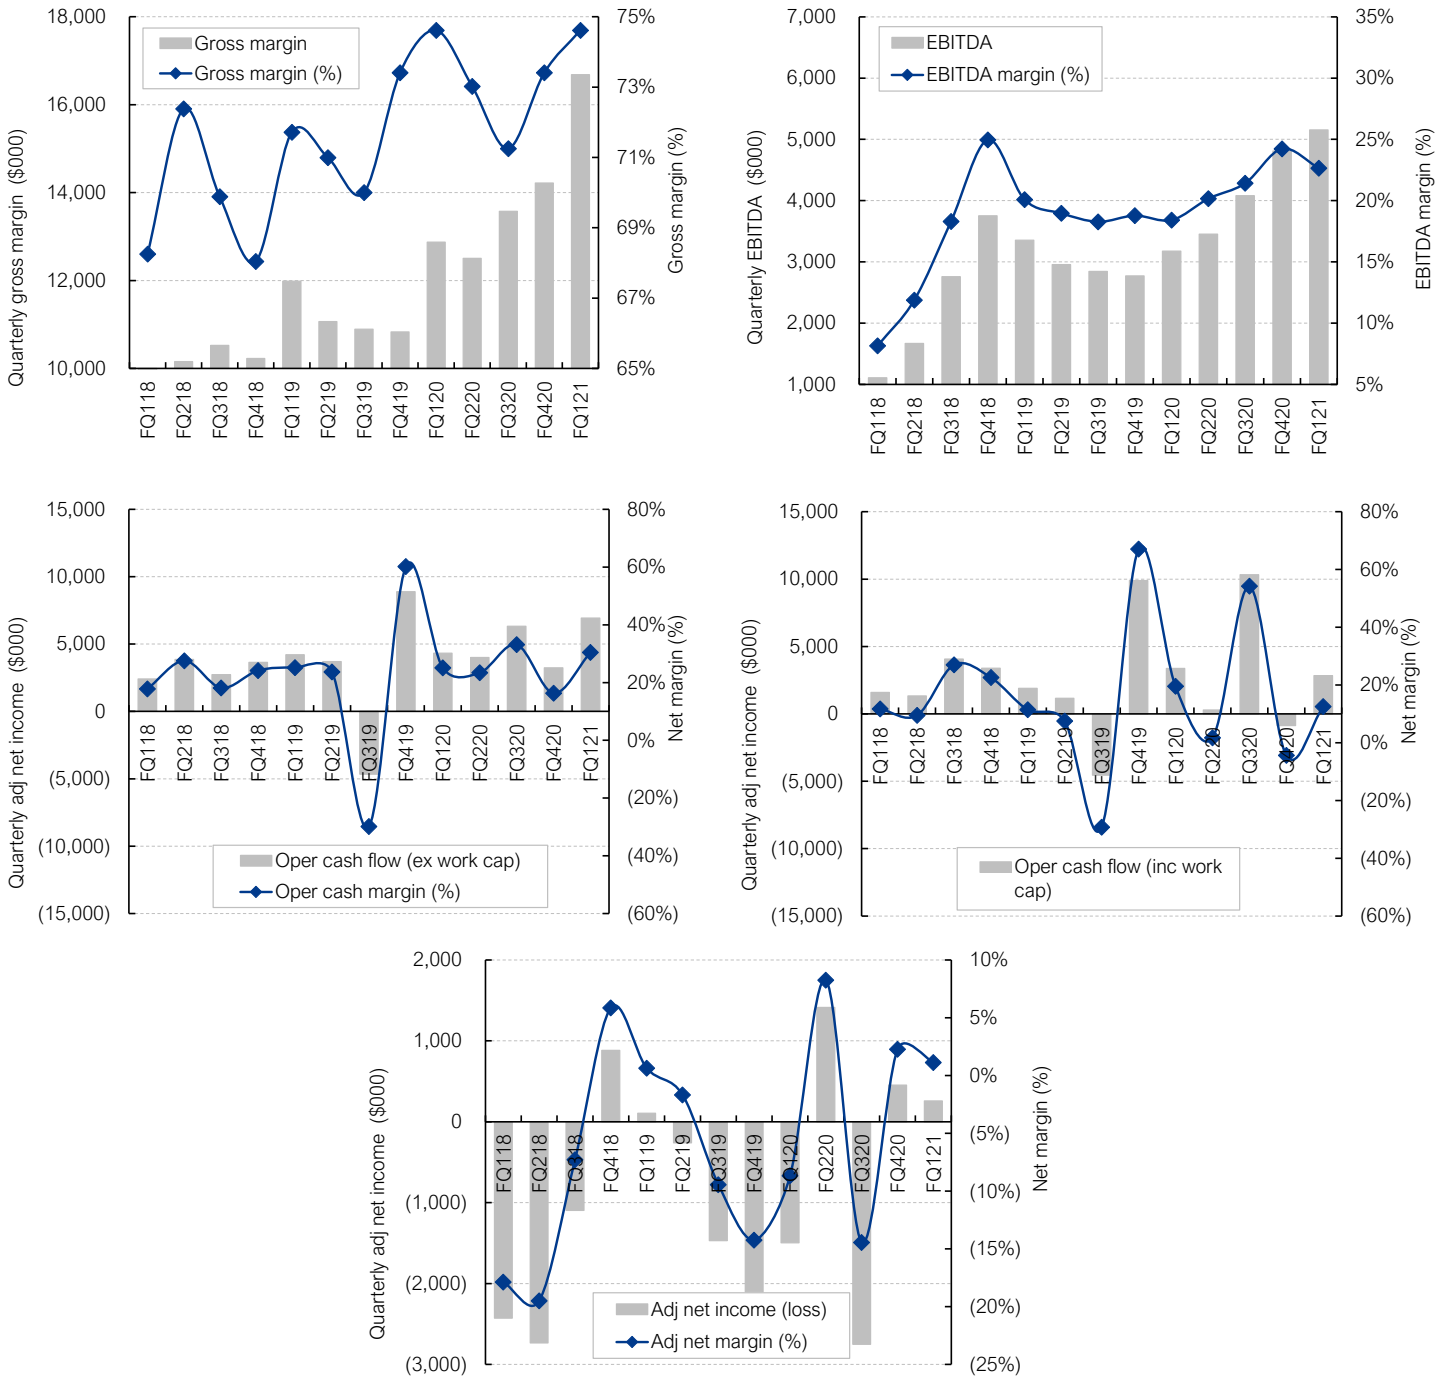 18,000
16,000
14,000
12,000
10,000
Quarterly gross margin ($000)
Gross margin
Gross margin (%)
75%
73%
71%
69%
67%
65%
Gross margin (%)
FQ118
FQ218
FQ318
FQ418
FQ119
FQ219
FQ319
FQ419
FQ120
FQ220
FQ320
FQ420
FQ121
7,000
6,000
5,000
4,000
3,000
2,000
1,000
Quarterly EBITDA ($000)
EBITDA
EBITDA margin (%)
35%
30%
25%
20%
15%
10%
5%
EBITDA margin (%)
FQ118
FQ218
FQ318
FQ418
FQ119
FQ219
FQ319
FQ419
FQ120
FQ220
FQ320
FQ420
FQ121
15,000
10,000
5,000
0
(5,000)
(10,000)
(15,000)
Quarterly adj net income ($000)
80%
60%
40%
20%
0%
(20%)
(40%)
(60%)
Net margin (%)
FQ118
FQ218
FQ318
FQ418
FQ119
FQ219
FQ319
FQ419
FQ120
FQ220
FQ320
FQ420
FQ121
Oper cash flow (ex work cap)
Oper cash margin (%)
15,000
10,000
5,000
0
(5,000)
(10,000)
(15,000)
Quarterly adj net income ($000)
80%
60%
40%
20%
0%
(20%)
(40%)
(60%)
Net margin (%)
FQ118
FQ218
FQ318
FQ418
FQ119
FQ219
FQ319
FQ419
FQ120
FQ220
FQ320
FQ420
FQ121
Oper cash flow (inc work
cap)
2,000
1,000
0
(1,000)
(2,000)
(3,000)
Quarterly adj net income ($000)
10%
5%
0%
(5%)
(10%)
(15%)
(20%)
(25%)
Net margin (%)
FQ118
FQ218
FQ318
FQ418
FQ119
FQ219
FQ319
FQ419
FQ120
FQ220
FQ320
FQ420
FQ121
Adj net income (loss)
Adj net margin (%)